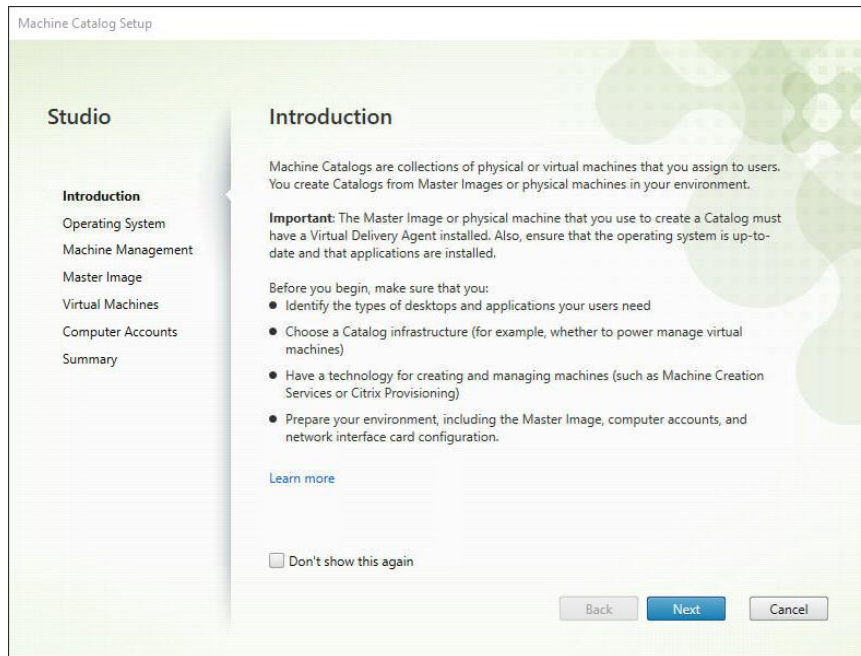 Machine Catalog Setup
Studio
Introduction
Operating System
Machine Management
Master Image
Virtual Machines
Computer Accounts
Summary
Introduction
Machine Catalogs are collections of physical or virtual machines that you assign to users.
You create Catalogs from Master Images or physical machines in your environment.
Important: The Master Image or physical machine that you use to create a Catalog must
have a Virtual Delivery Agent installed. Also, ensure that the operating system is up-to-
date and that applications are installed.
Before you begin, make sure that you:
● Identify the types of desktops and applications your users need
● Choose a Catalog infrastructure (for example, whether to power manage virtual
machines)
● Have a technology for creating and managing machines (such as Machine Creation
Services or Citrix Provisioning)
● Prepare your environment, including the Master Image, computer accounts, and
network interface card configuration.
Learn more
Don't show this again
Back Next Cancel